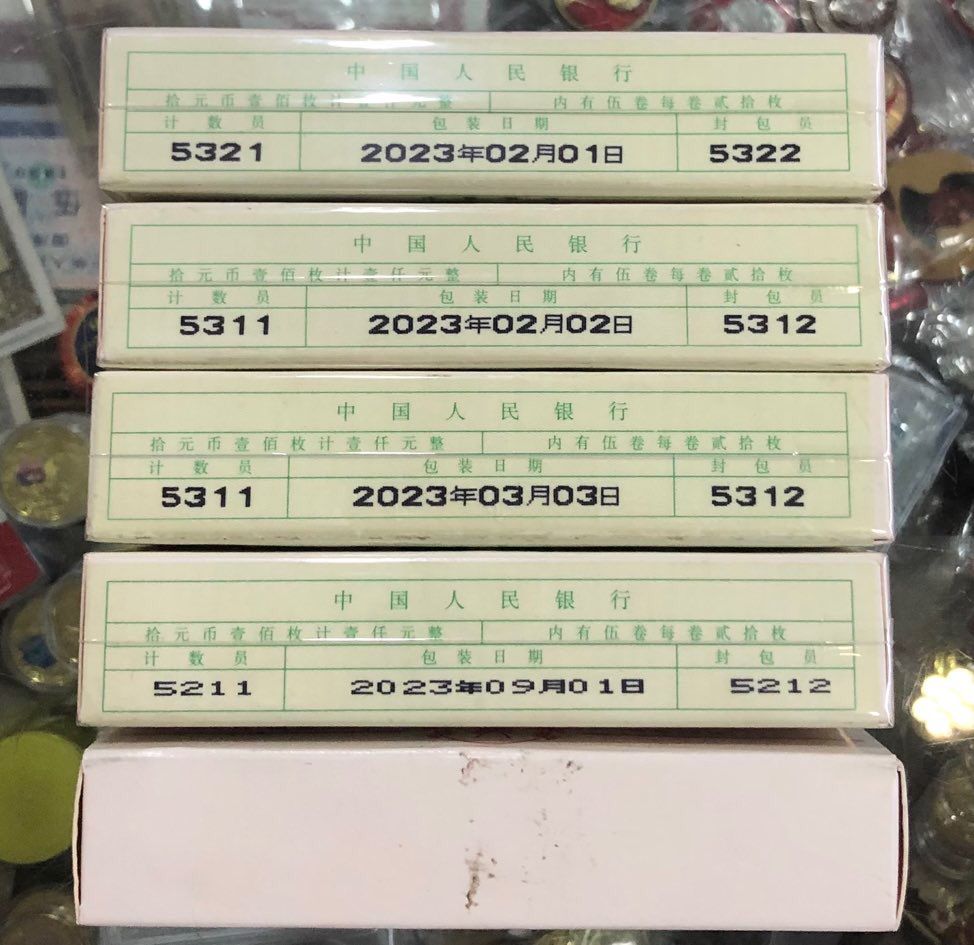 中国人民银行
拾元币壹佰枚计壹仟元整 内有伍卷每卷贰拾枚
计数员 包装日期 封包员
5321 2023年02月01日 5322
中国人民银行
拾元币壹佰枚计壹仟元整 内有伍卷每卷贰拾枚
计数员 包装日期 封包员
5311 2023年02月02日 5312
中国人民银行
拾元币壹佰枚计壹仟元整 内有伍卷每卷贰拾枚
计数员 包装日期 封包员
5311 2023年03月03日 5312
中国人民银行
拾元币壹佰枚计壹仟元整 内有伍卷每卷贰拾枚
计数员 包装日期 封包员
5211 2023年09月01日 5212